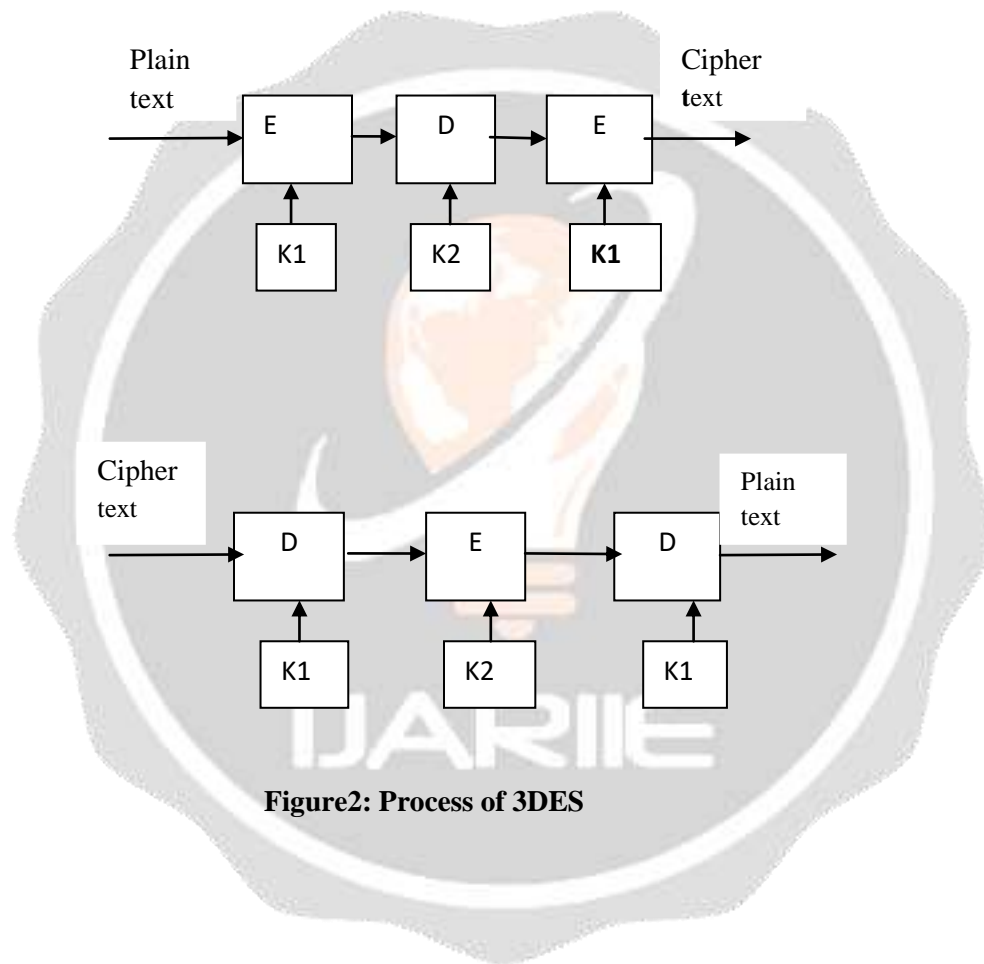 Plain
text
Cipher
text
E
D
E
K1
K2
K1
Cipher
text
Plain
text
D
E
D
K1
K2
K1
IJARIIE
Figure2: Process of 3DES